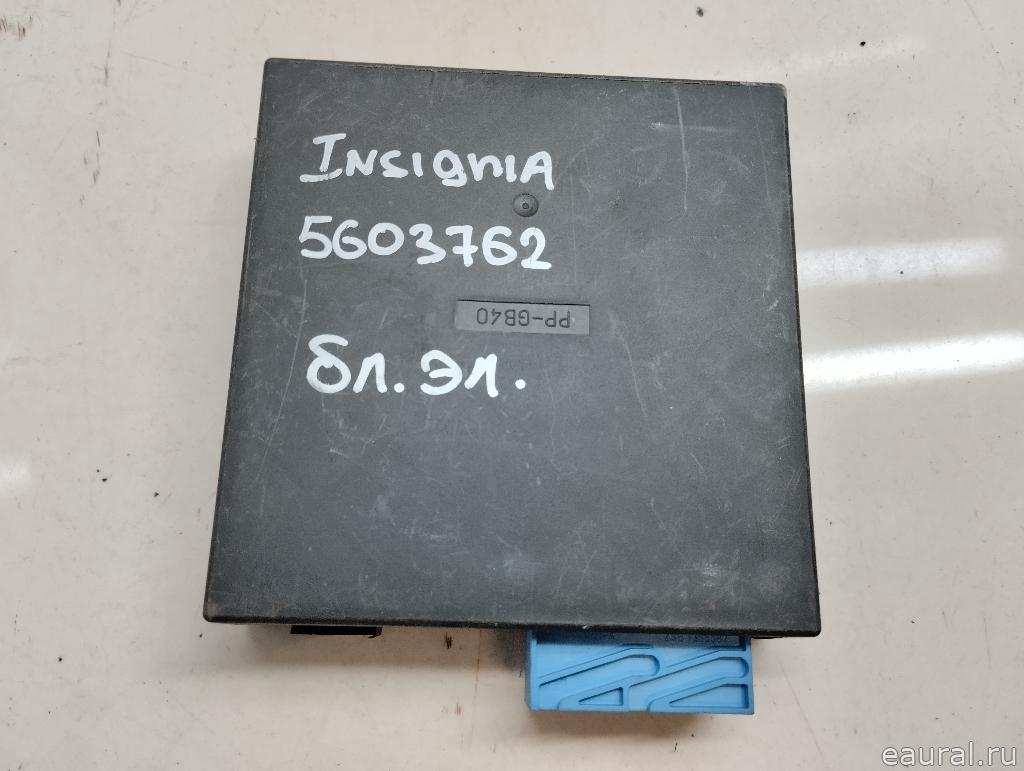 Insignia
5603762
PP-GB40
бл. эл.
eaural.ru